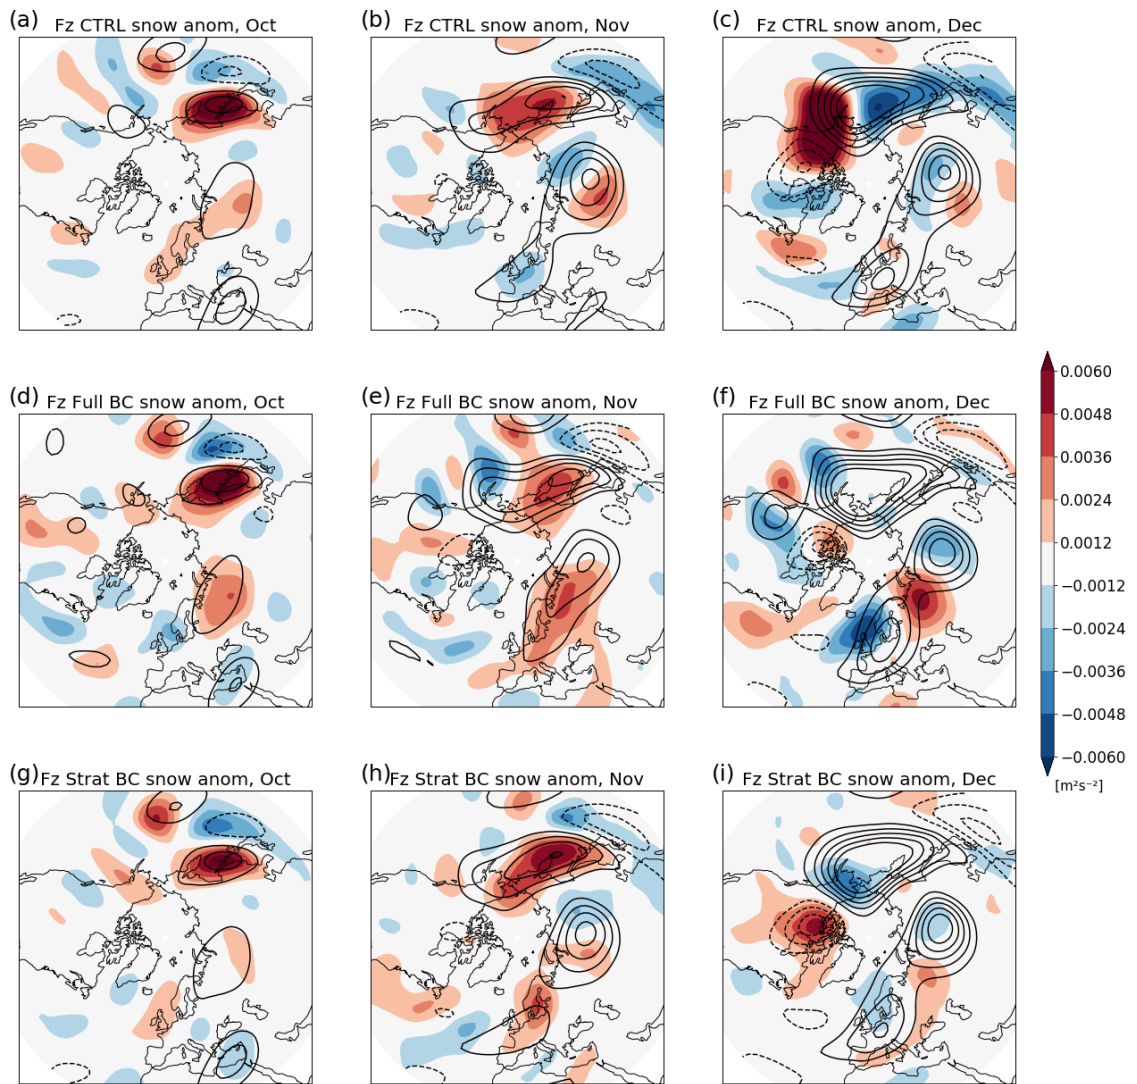 (a) Fz CTRL snow anom, Oct
(b) Fz CTRL snow anom, Nov
(c) Fz CTRL snow anom, Dec
(d) Fz Full BC snow anom, Oct
(e) Fz Full BC snow anom, Nov
(f) Fz Full BC snow anom, Dec
0.0060
0.0048
0.0036
0.0024
0.0012
−0.0012
−0.0024
−0.0036
−0.0048
−0.0060
[m²s⁻²]
(g) Fz Strat BC snow anom, Oct
(h) Fz Strat BC snow anom, Nov
(i) Fz Strat BC snow anom, Dec